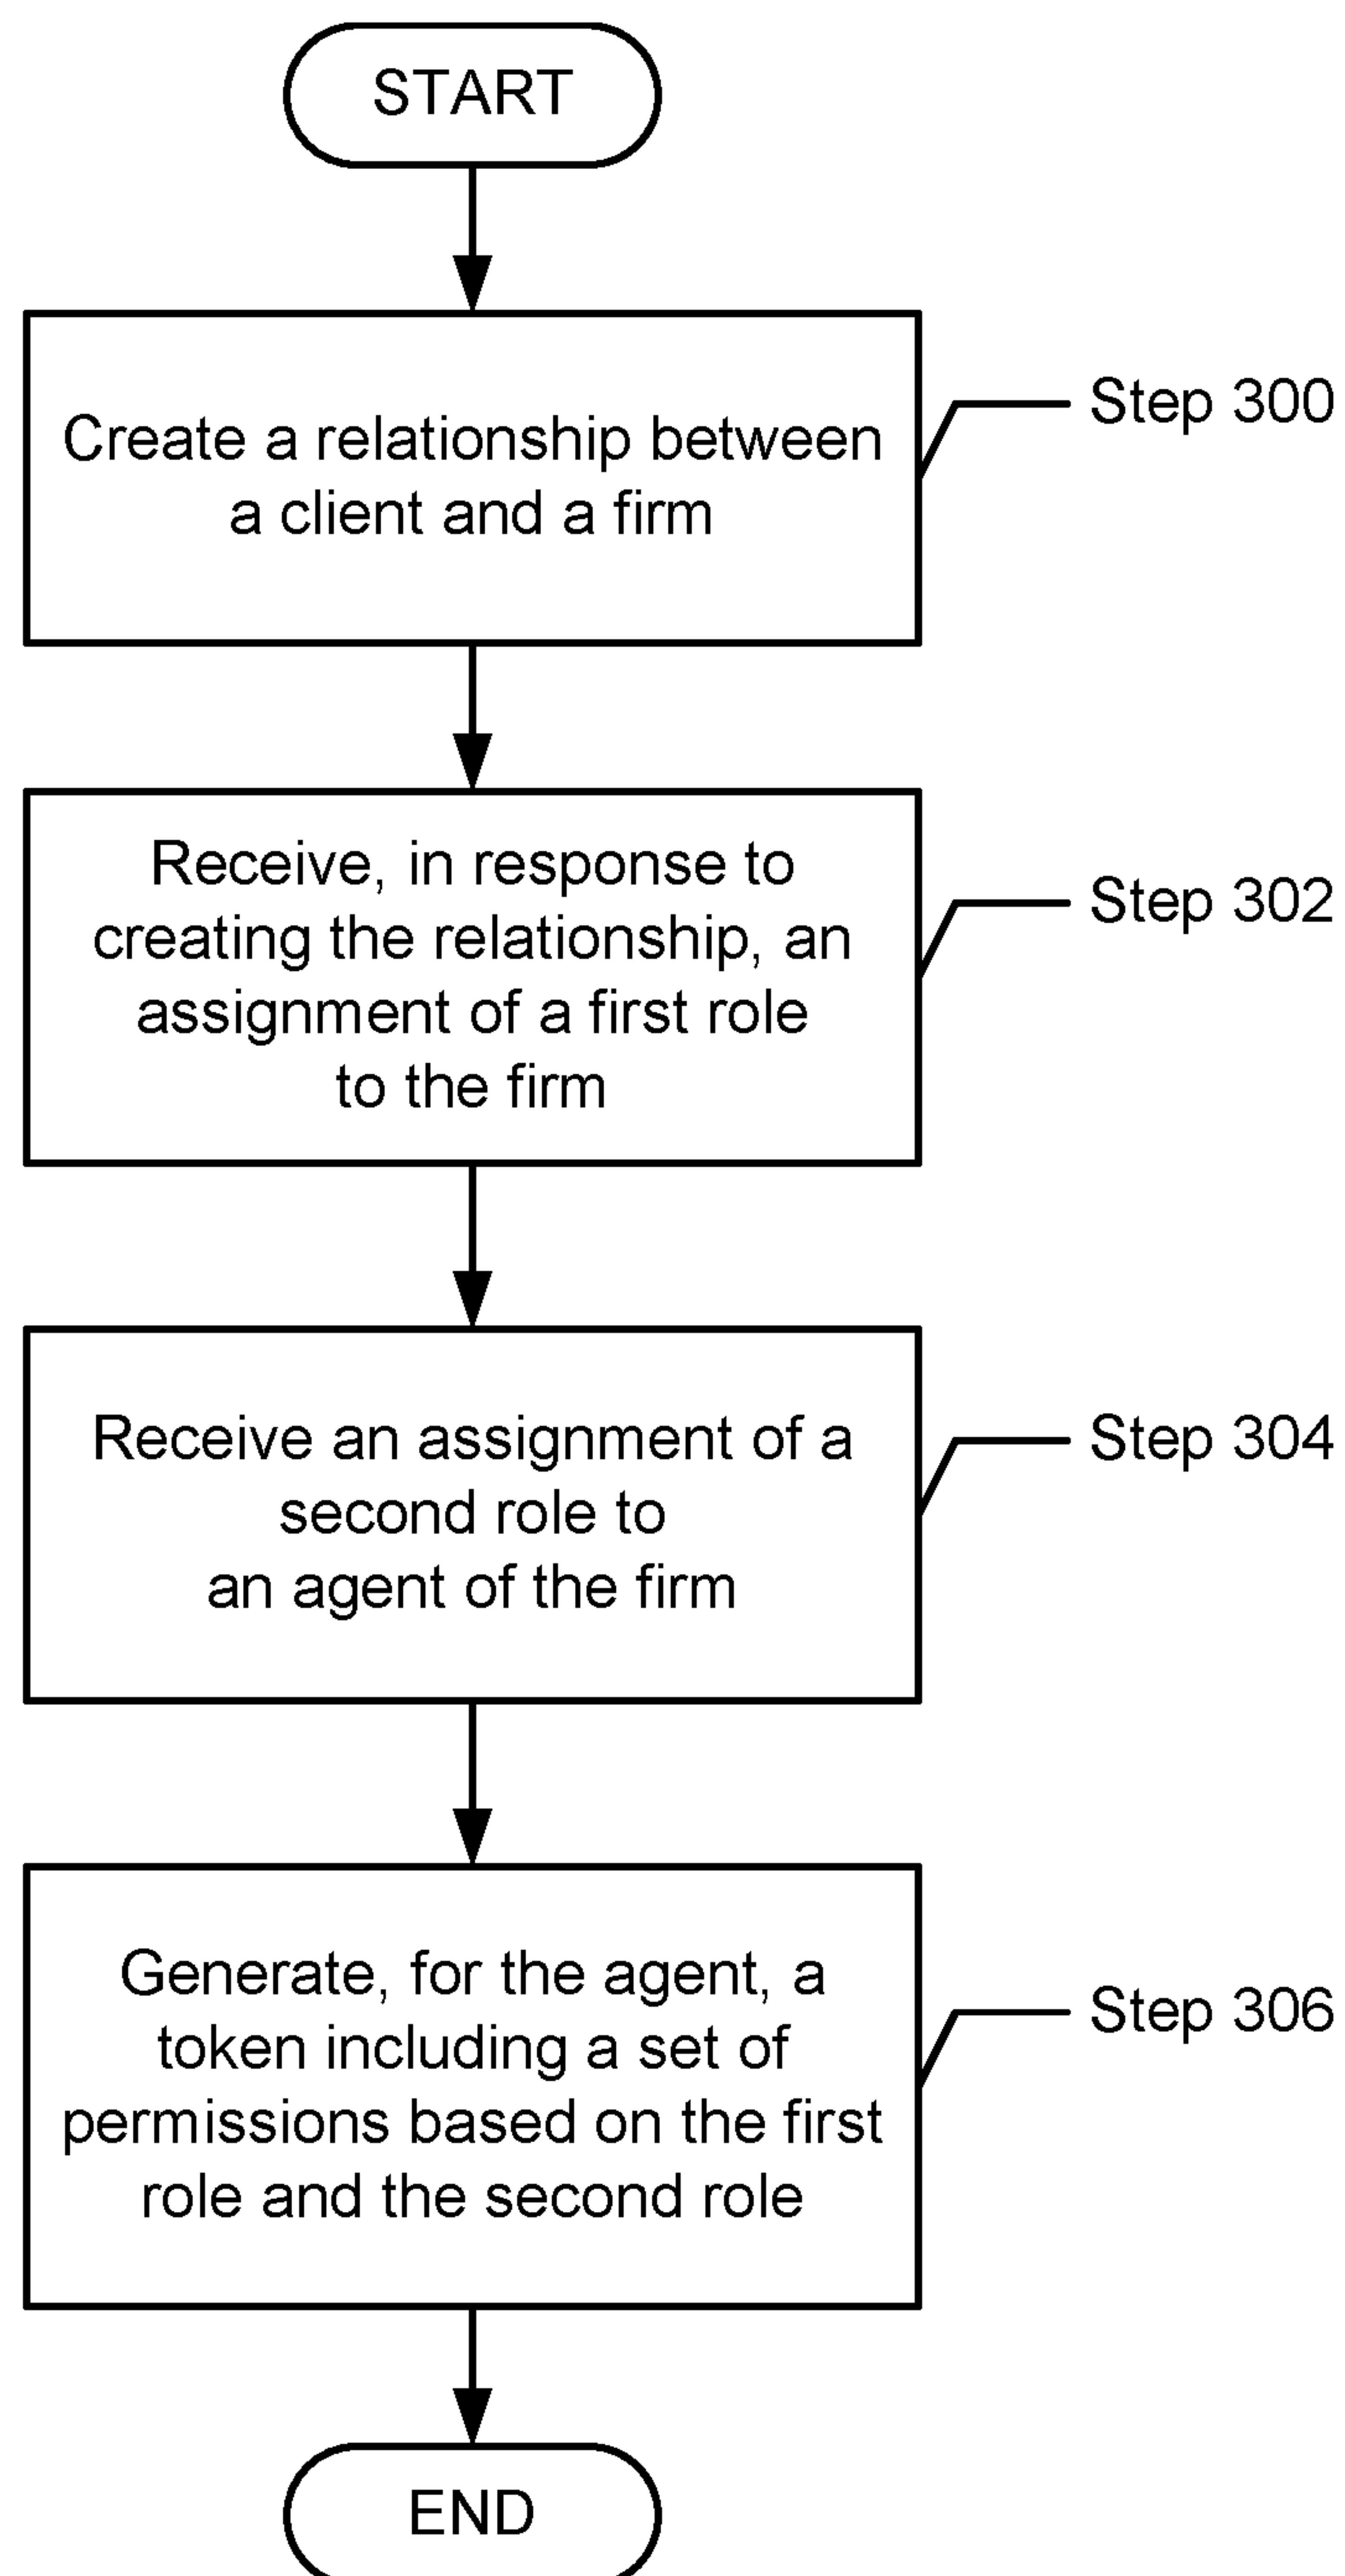 START
Create a relationship between
a client and a firm
Step 300
Receive, in response to
creating the relationship, an
assignment of a first role
to the firm
Step 302
Receive an assignment of a
second role to
an agent of the firm
Step 304
Generate, for the agent, a
token including a set of
permissions based on the first
role and the second role
Step 306
END